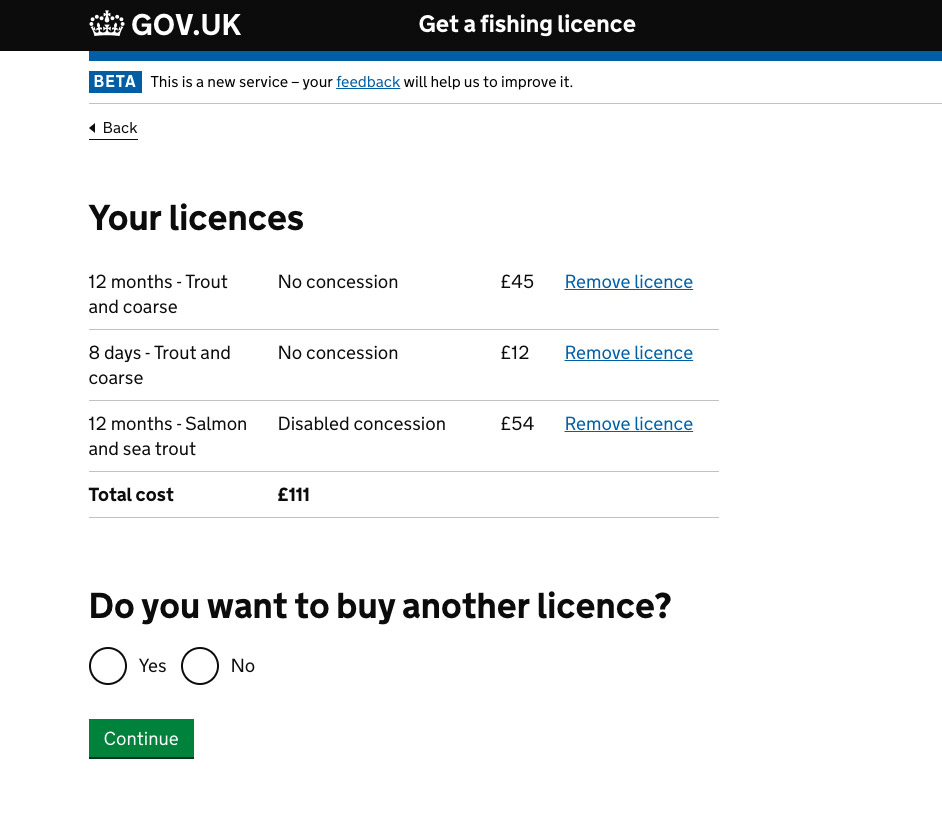 GOV.UK
Get a fishing licence
BETA This is a new service – your feedback will help us to improve it.
Back
Your licences
12 months - Trout and coarse No concession £45 Remove licence
8 days - Trout and coarse No concession £12 Remove licence
12 months - Salmon and sea trout Disabled concession £54 Remove licence
Total cost £111
Do you want to buy another licence?
Yes No
Continue